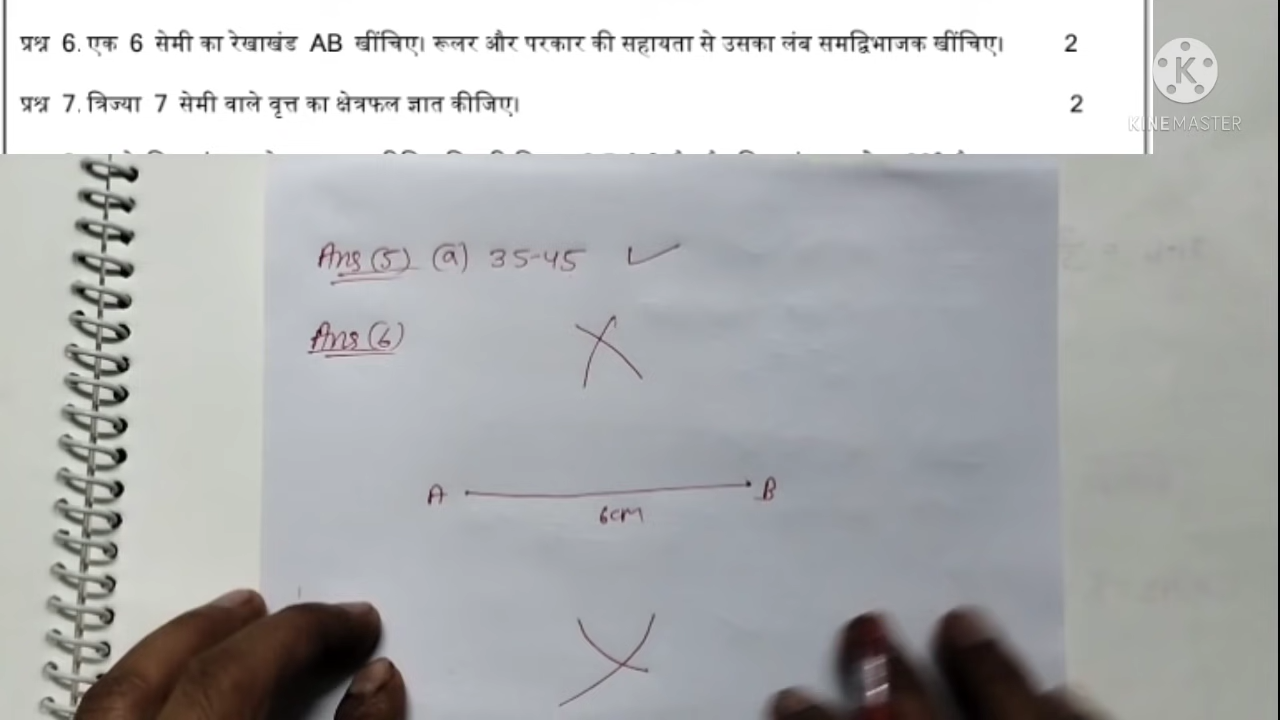 प्रश्न 6. एक 6 सेमी का रेखाखंड AB खींचिए। रूलर और परकार की सहायता से उसका लंब समद्विभाजक खींचिए। 2
प्रश्न 7. त्रिज्या 7 सेमी वाले वृत्त का क्षेत्रफल ज्ञात कीजिए। 2
K
KINEMASTER
Ans (5) (a) 35-45
Ans (6)
A B
6cm